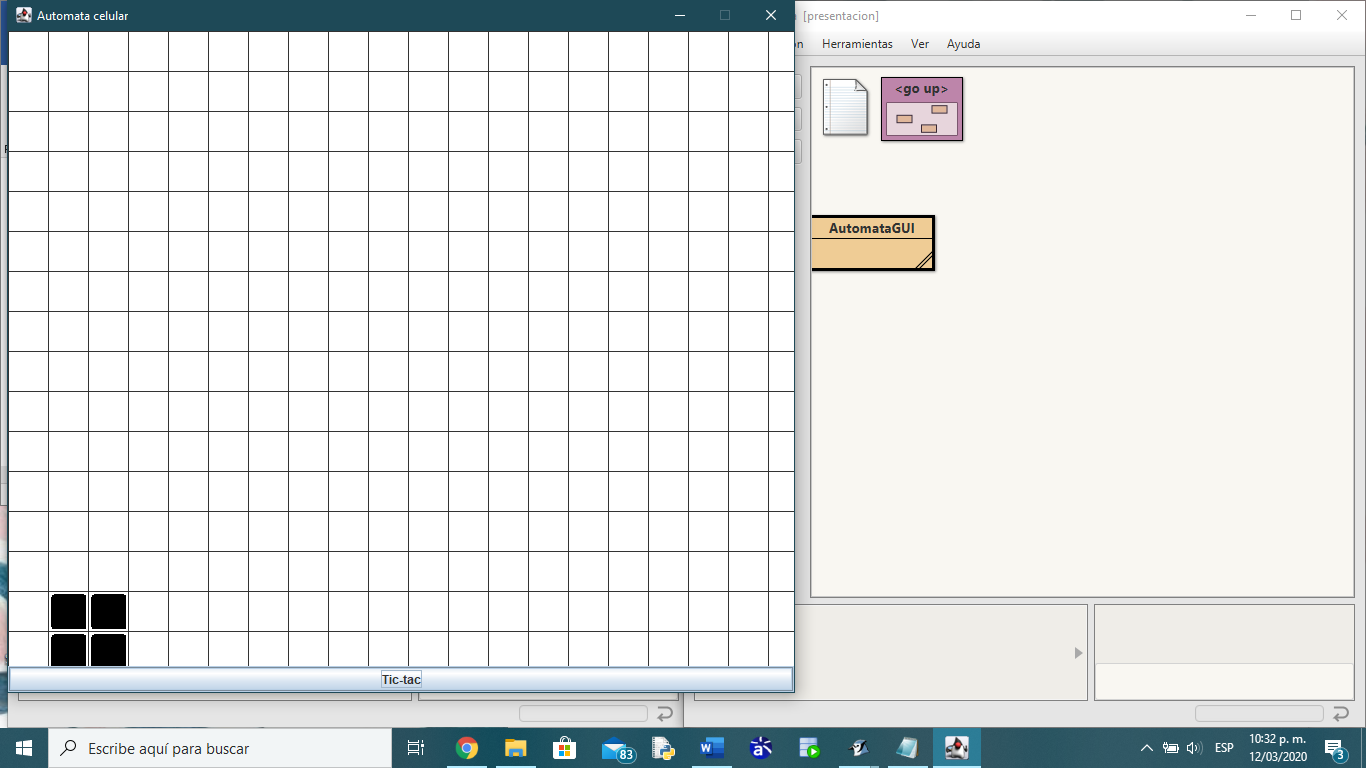 Automata celular
[presentacion]
Herramientas Ver Ayuda
<go up>
AutomataGUI
Tic-tac
Escribe aquí para buscar
83
ESP
10:32 p. m.
12/03/2020
3